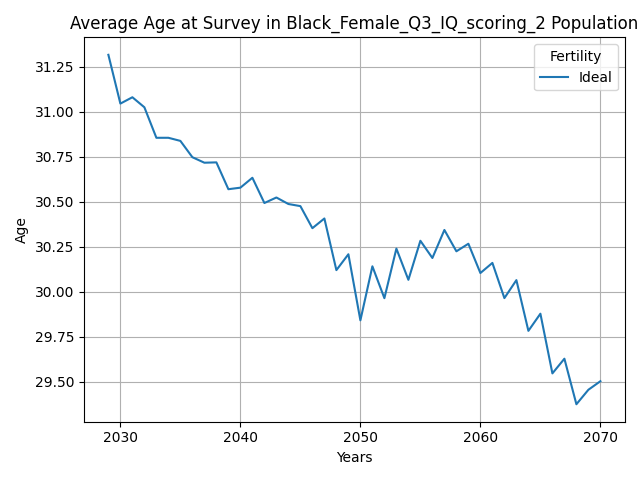 Average Age at Survey in Black_Female_Q3_IQ_scoring_2 Population
Fertility
Ideal
31.25
31.00
30.75
30.50
30.25
30.00
29.75
29.50
Age
2030
2040
2050
2060
2070
Years